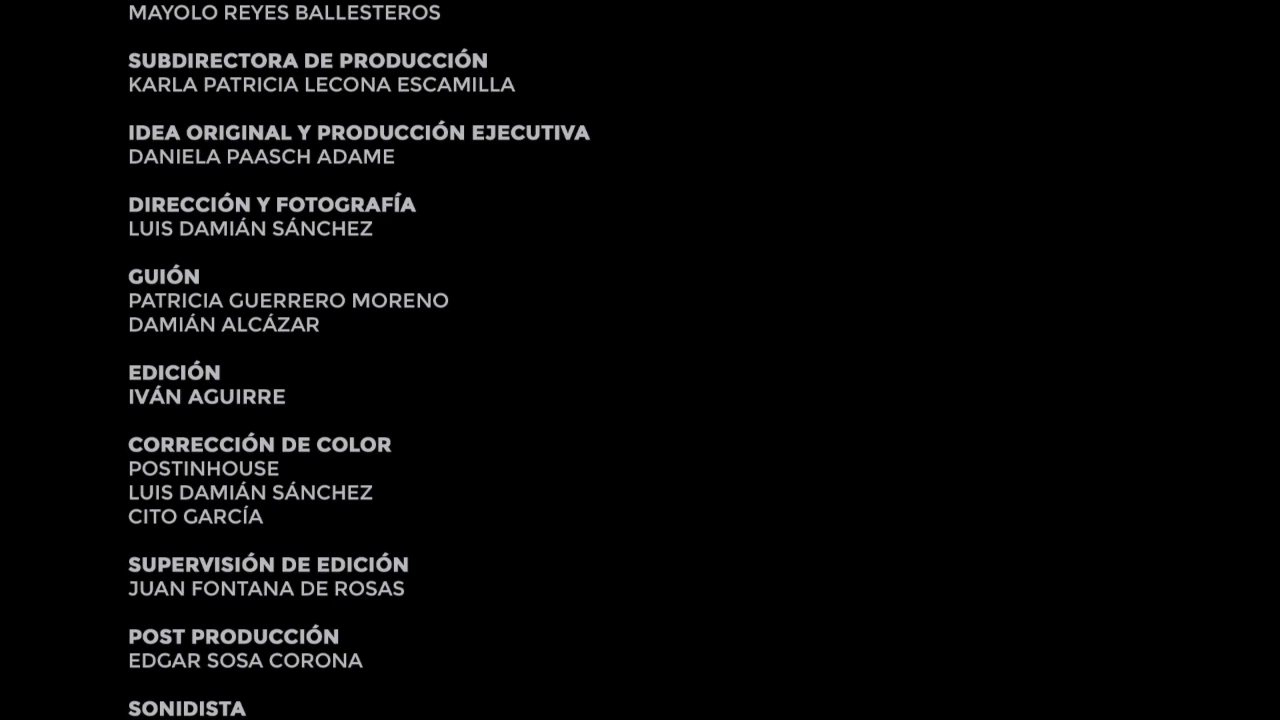 MAYOLO REYES BALLESTEROS
SUBDIRECTORA DE PRODUCCIÓN
KARLA PATRICIA LECONA ESCAMILLA
IDEA ORIGINAL Y PRODUCCIÓN EJECUTIVA
DANIELA PAASCH ADAME
DIRECCIÓN Y FOTOGRAFÍA
LUIS DAMIÁN SÁNCHEZ
GUIÓN
PATRICIA GUERRERO MORENO
DAMIÁN ALCÁZAR
EDICIÓN
IVÁN AGUIRRE
CORRECCIÓN DE COLOR
POSTINHOUSE
LUIS DAMIÁN SÁNCHEZ
CITO GARCÍA
SUPERVISIÓN DE EDICIÓN
JUAN FONTANA DE ROSAS
POST PRODUCCIÓN
EDGAR SOSA CORONA
SONIDISTA